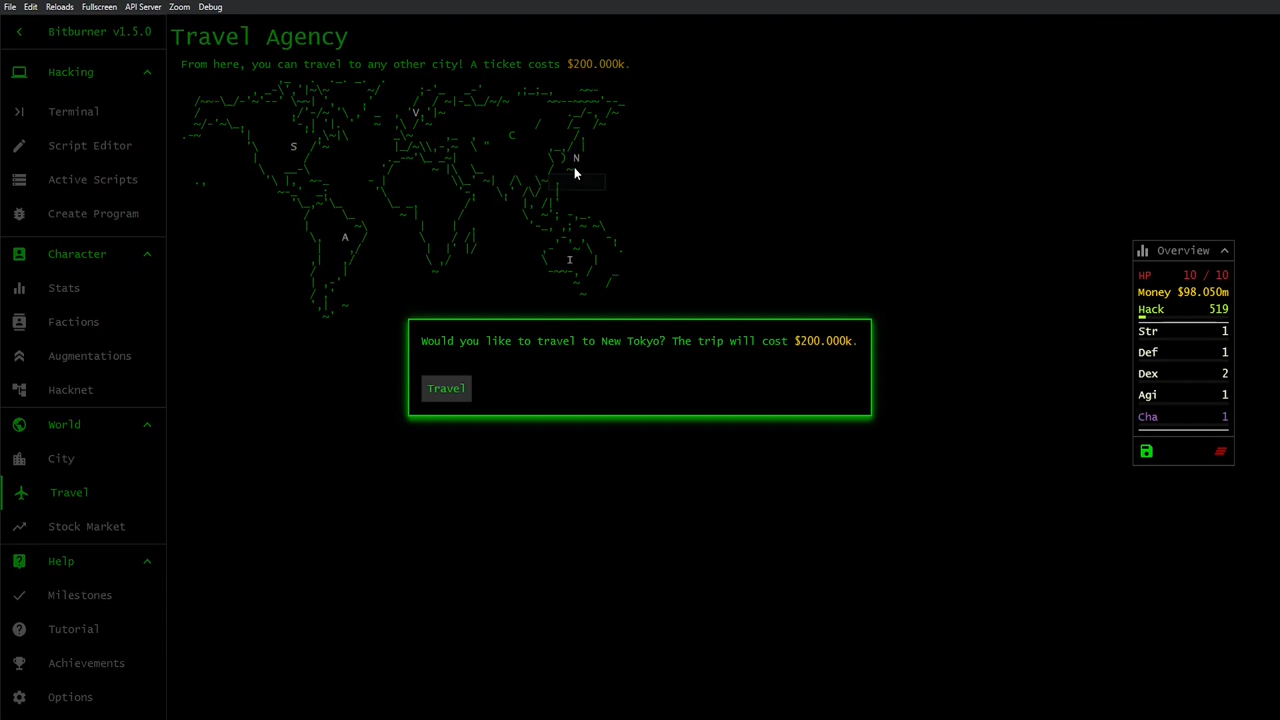 File Edit Reloads Fullscreen API Server Zoom Debug
Bitburner v1.5.0
Hacking
Terminal
Script Editor
Active Scripts
Create Program
Character
Stats
Factions
Augmentations
Hacknet
World
City
Travel
Stock Market
Help
Milestones
Tutorial
Achievements
Options
Travel Agency
From here, you can travel to any other city! A ticket costs $200.000k.
V
C
S
N
A
I
Would you like to travel to New Tokyo? The trip will cost $200.000k.
Travel
Overview
HP 10 / 10
Money $98.050m
Hack 519
Str 1
Def 1
Dex 2
Agi 1
Cha 1